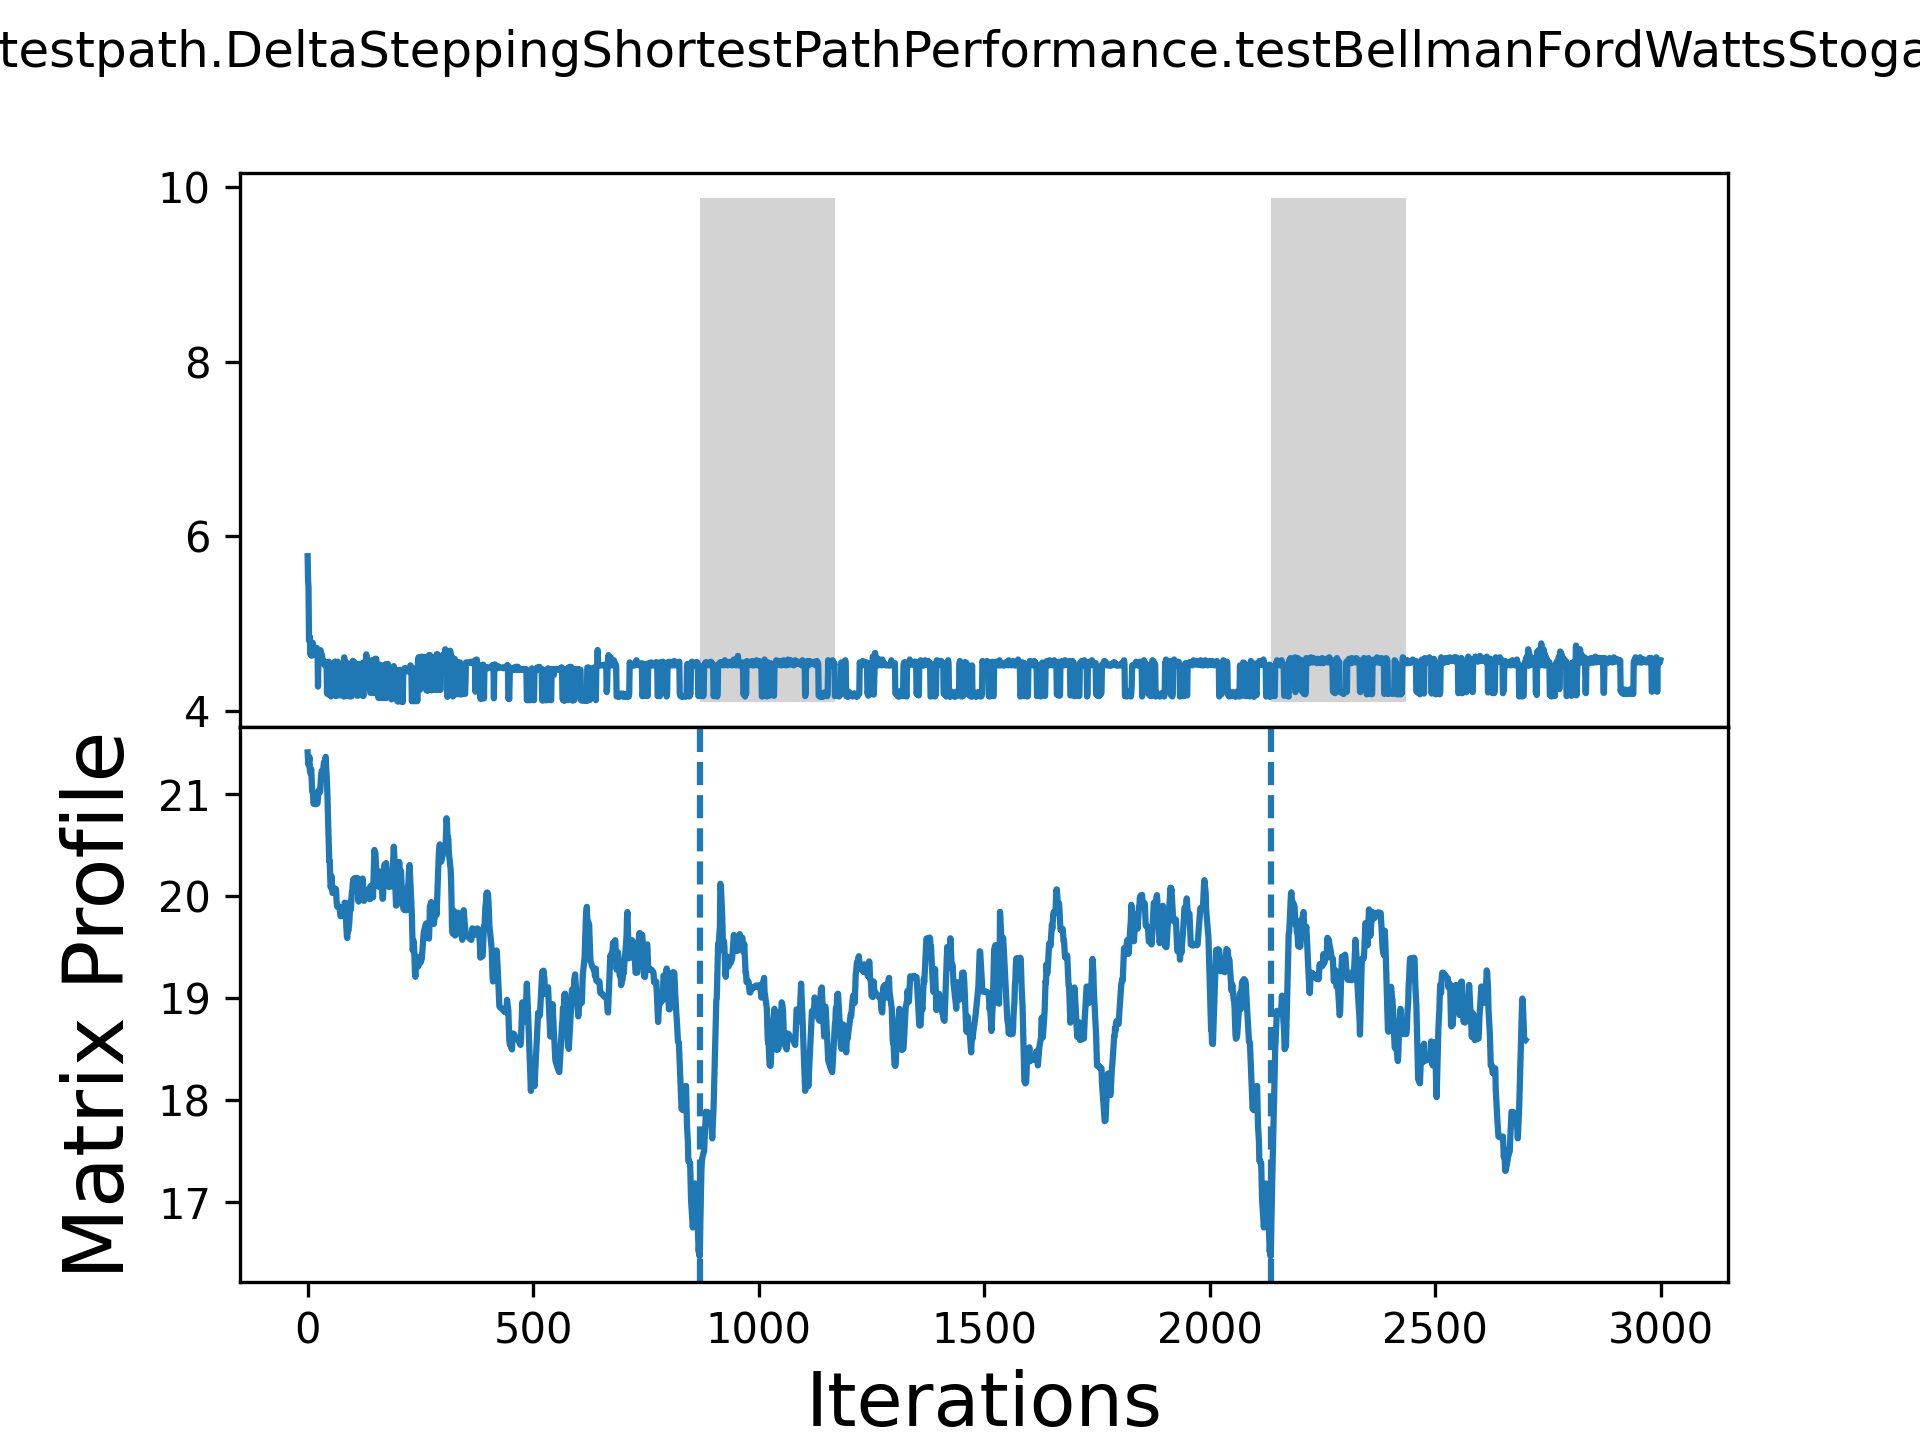 testpath.DeltaSteppingShortestPathPerformance.testBellmanFordWattsStoga
10
8
6
4
Matrix Profile
21
20
19
18
17
0 500 1000 1500 2000 2500 3000
Iterations